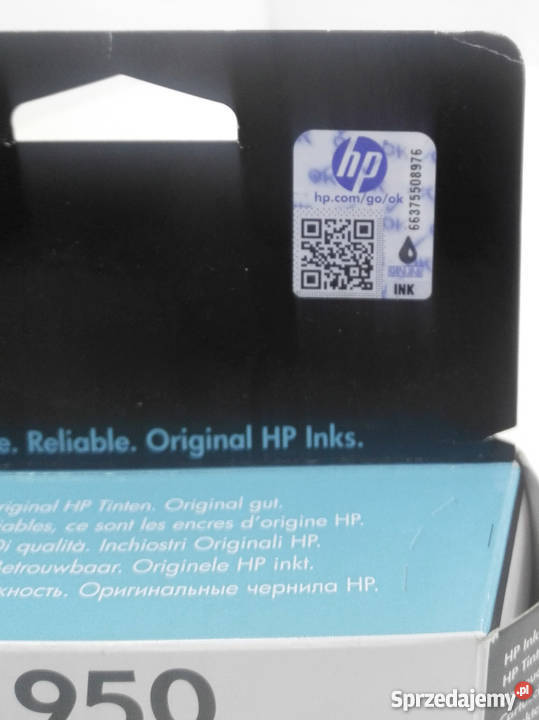 hp
hp.com/go/ok
66375508976
INK
e. Reliable. Original HP Inks.
riginal HP Tinten. Original gut.
iables, ce sont les encres d'origine HP.
Di qualità. Inchiostri Originali HP.
Betrouwbaar. Originele HP inkt.
жность. Оригинальные чернила HP.
950
HP Ink
HP Tint
Sprzedajemy.pl